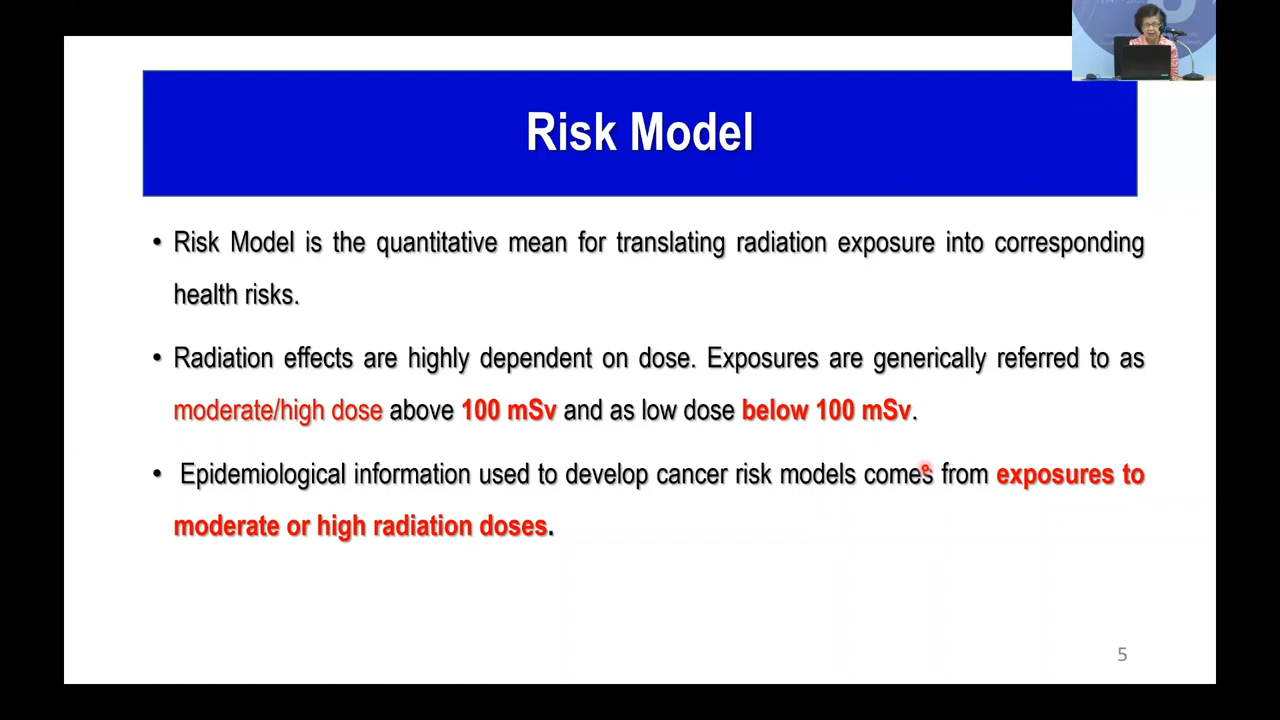 Risk Model
• Risk Model is the quantitative mean for translating radiation exposure into corresponding
health risks.
• Radiation effects are highly dependent on dose. Exposures are generically referred to as
moderate/high dose above 100 mSv and as low dose below 100 mSv.
• Epidemiological information used to develop cancer risk models comes from exposures to
moderate or high radiation doses.
5